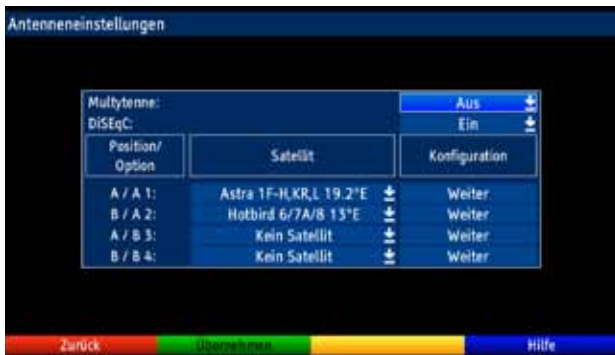 Antenneneinstellungen
Multytenne: Aus
DiSEqC: Ein
Position/ Option Satellit Konfiguration
A / A 1: Astra 1F-H,KR,L 19.2°E Weiter
B / A 2: Hotbird 6/7A/8 13°E Weiter
A / B 3: Kein Satellit Weiter
B / B 4: Kein Satellit Weiter
Zurück Übernehmen Hilfe